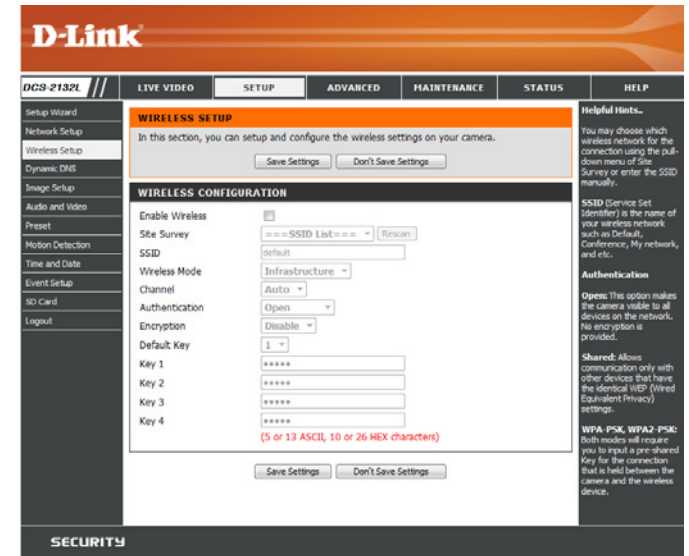 D-Link
DCS-2132L // LIVE VIDEO SETUP ADVANCED MAINTENANCE STATUS HELP
Setup Wizard
Network Setup
Wireless Setup
Dynamic DNS
Image Setup
Audio and Video
Preset
Motion Detection
Time and Date
Event Setup
SD Card
Logout
WIRELESS SETUP
In this section, you can setup and configure the wireless settings on your camera.
Save Settings Don't Save Settings
WIRELESS CONFIGURATION
Enable Wireless
Site Survey ===SSID List=== Rescan
SSID default
Wireless Mode Infrastructure
Channel Auto
Authentication Open
Encryption Disable
Default Key 1
Key 1 •••••
Key 2 •••••
Key 3 •••••
Key 4 •••••
(5 or 13 ASCII, 10 or 26 HEX characters)
Save Settings Don't Save Settings
Helpful Hints..
You may choose which
wireless network for the
connection using the pull-
down menu of Site
Survey or enter the SSID
manually.
SSID (Service Set
Identifier) is the name of
your wireless network
such as Default,
Conference, My network,
and etc.
Authentication
Open: This option makes
the camera visible to all
devices on the network.
No encryption is
provided.
Shared: Allows
communication only with
other devices that have
the identical WEP (Wired
Equivalent Privacy)
settings.
WPA-PSK, WPA2-PSK:
Both modes will require
you to input a pre-shared
Key for the connection
that is held between the
camera and the wireless
device.
SECURITY